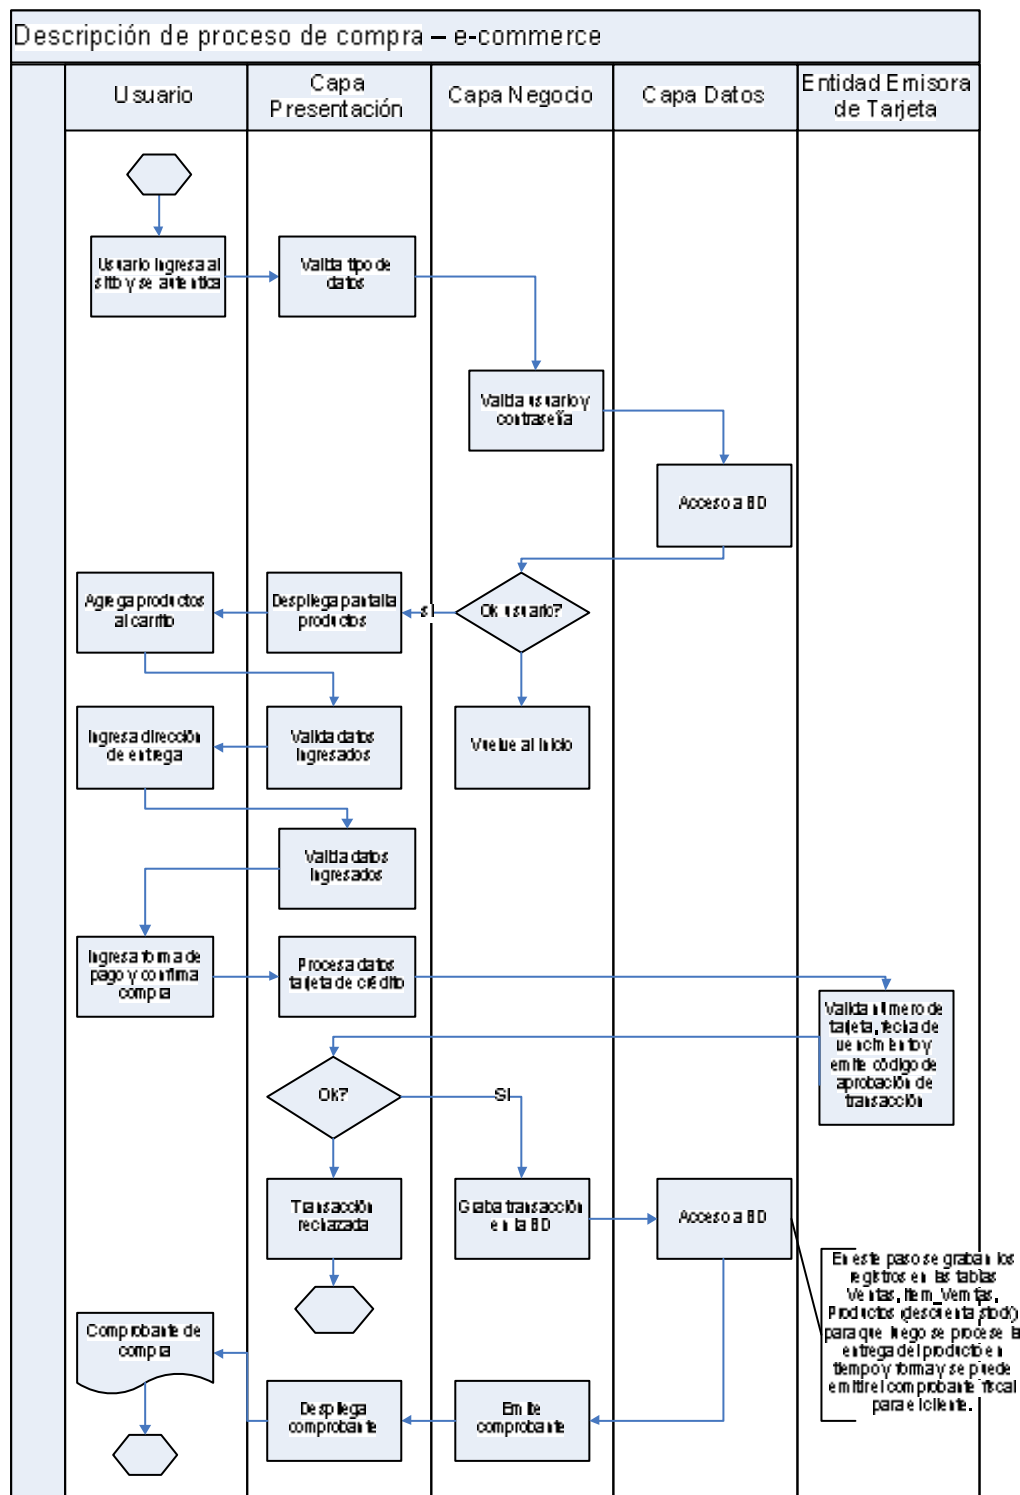 Descripción de proceso de compra – e-commerce
Usuario
Capa
Presentación
Capa Negocio
Capa Datos
Entidad Emisora
de Tarjeta
Usuario ingresa al
sitio y se autentica
Valida tipo de
datos
Valida usuario y
contraseña
Acceso a BD
Ok usuario?
SI
Despliega pantalla
productos
Agrega productos
al carrito
Vuelve al inicio
Valida datos
ingresados
Ingresa dirección
de entrega
Valida datos
ingresados
Ingresa forma de
pago y confirma
compra
Procesa datos
tarjeta de crédito
Valida número de
tarjeta, fecha de
vencimiento y
emite código de
aprobación de
transacción
Ok?
SI
Transacción
rechazada
Graba transacción
en la BD
Acceso a BD
En este paso se graban los
registros en las tablas
Ventas, Item_Ventas,
Productos (descuenta stock)
para que luego se procese la
entrega del producto en
tiempo y forma y se puede
emitir el comprobante fiscal
para el cliente.
Comprobante de
compra
Despliega
comprobante
Emite
comprobante